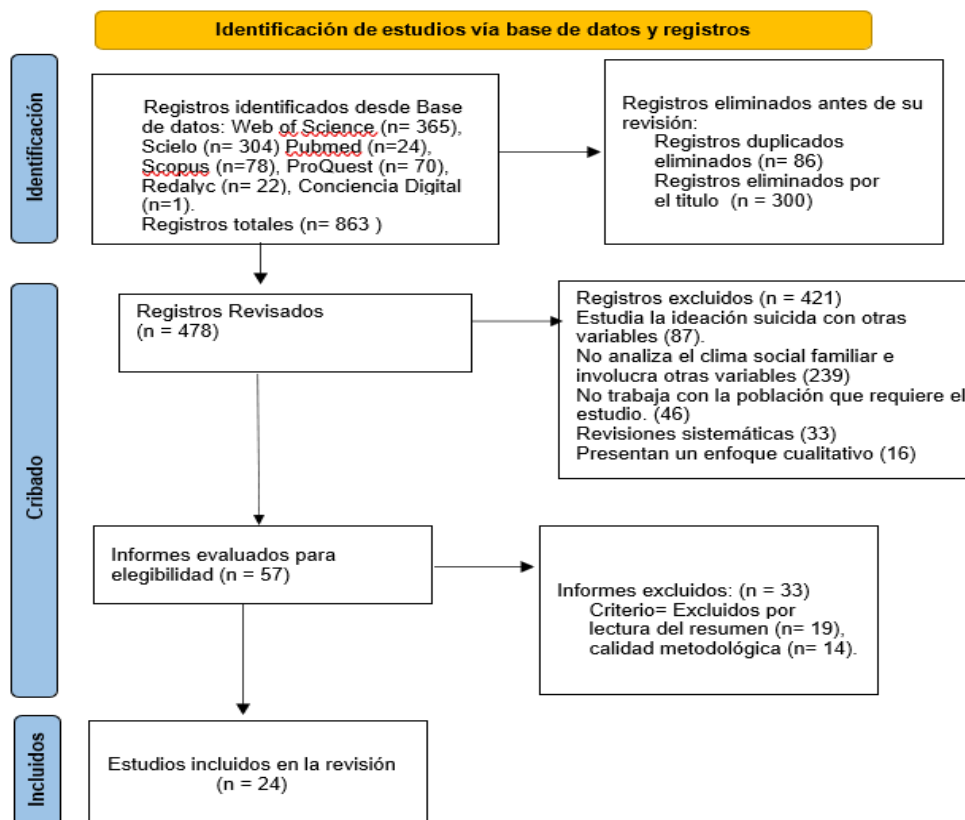 Identificación de estudios vía base de datos y registros
Identificación
Registros identificados desde Base
de datos: Web of Science (n= 365),
Scielo (n= 304) Pubmed (n=24),
Scopus (n=78), ProQuest (n= 70),
Redalyc (n= 22), Conciencia Digital
(n=1).
Registros totales (n= 863 )
Registros eliminados antes de su
revisión:
Registros duplicados
eliminados (n= 86)
Registros eliminados por
el titulo (n = 300)
Cribado
Registros Revisados
(n = 478)
Registros excluidos (n = 421)
Estudia la ideación suicida con otras
variables (87).
No analiza el clima social familiar e
involucra otras variables (239)
No trabaja con la población que requiere el
estudio. (46)
Revisiones sistemáticas (33)
Presentan un enfoque cualitativo (16)
Informes evaluados para
elegibilidad (n = 57)
Informes excluidos: (n = 33)
Criterio= Excluidos por
lectura del resumen (n= 19),
calidad metodológica (n= 14).
Incluidos
Estudios incluidos en la revisión
(n = 24)